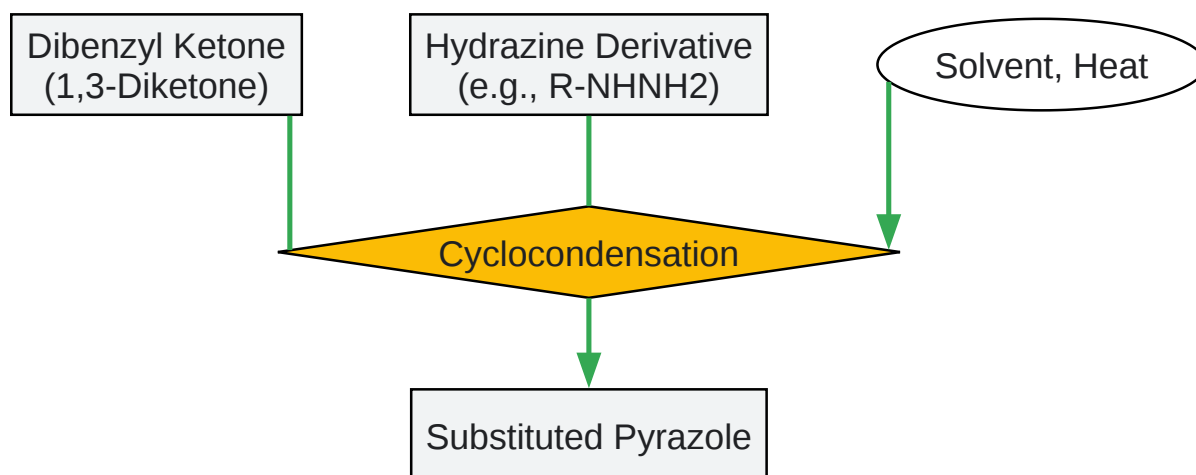 Dibenzyl Ketone
(1,3-Diketone)
Hydrazine Derivative
(e.g., R-NHNH2)
Solvent, Heat
Cyclocondensation
Substituted Pyrazole